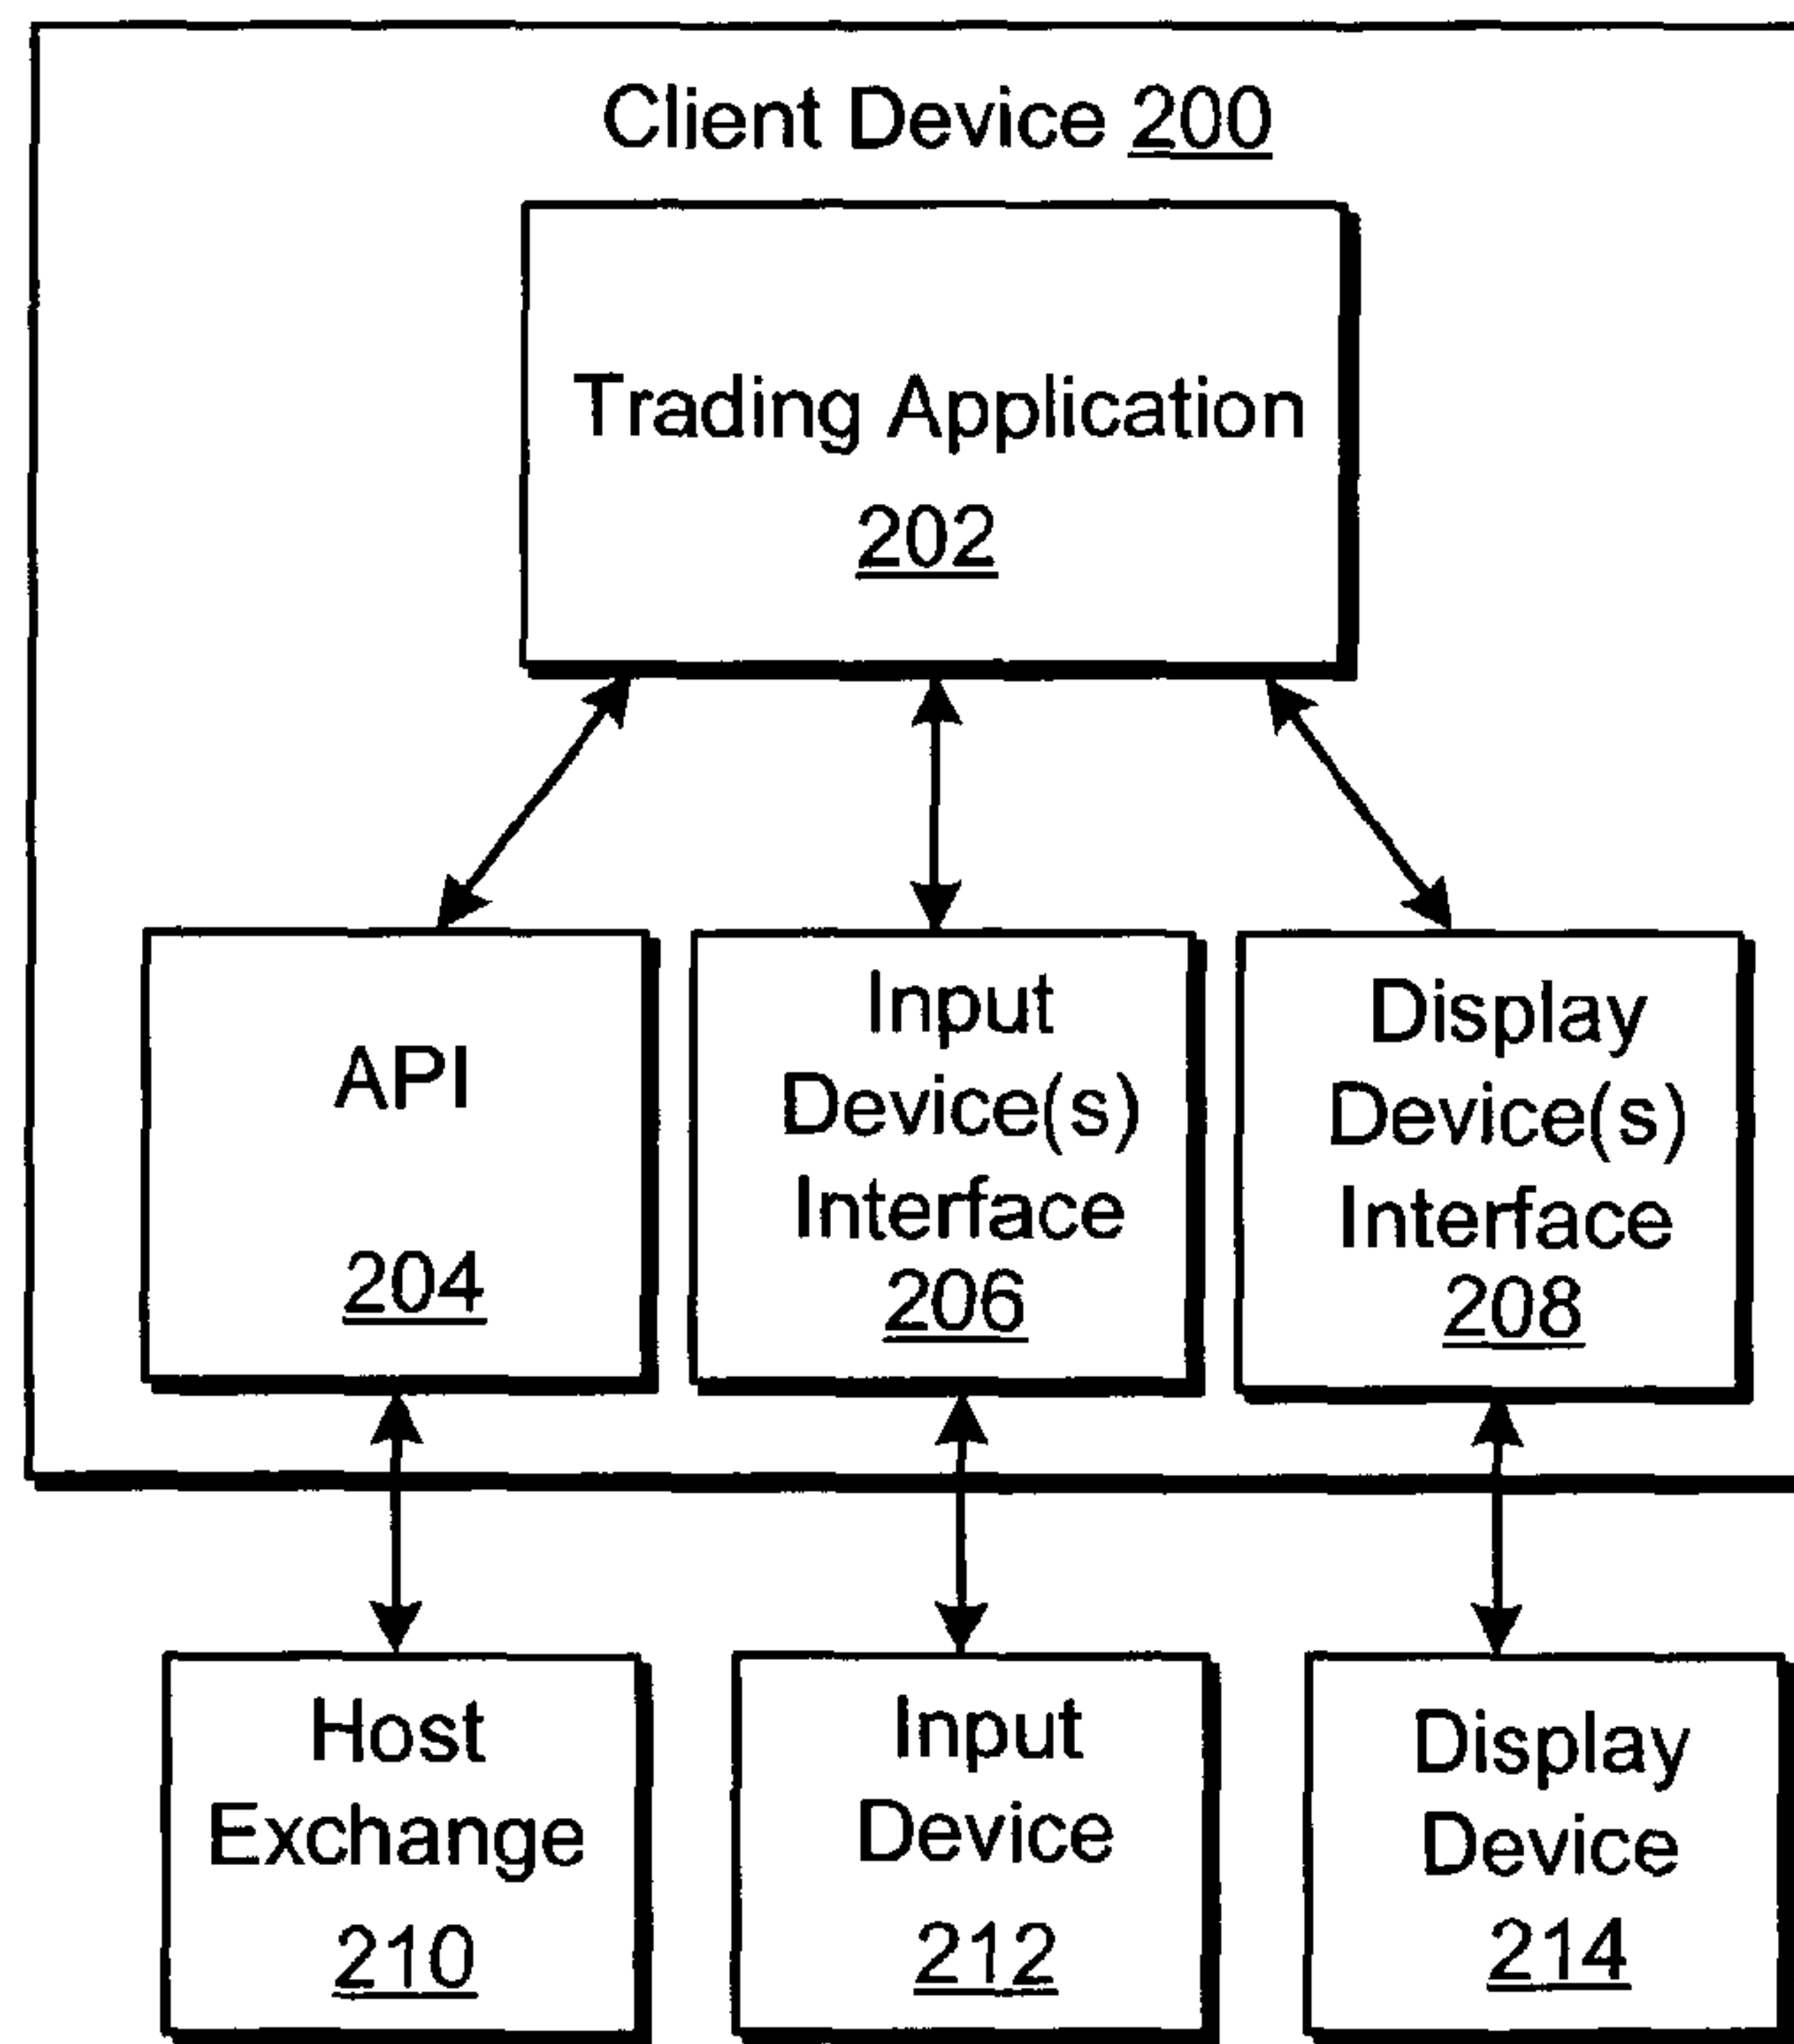 Client Device 200
Trading Application
202
API
204
Input
Device(s)
Interface
206
Display
Device(s)
Interface
208
Host
Exchange
210
Input
Device
212
Display
Device
214